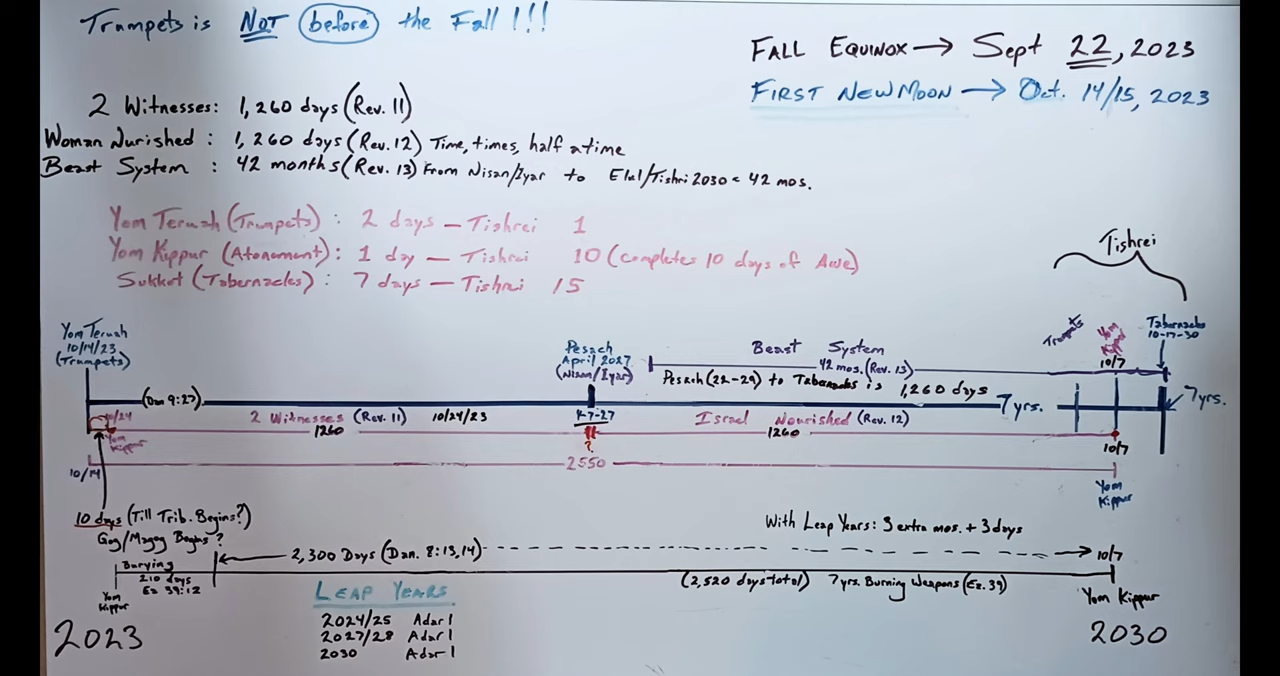 Trumpets is NOT before the Fall!!!
FALL EQUINOX → Sept 22, 2023
FIRST NEW MOON → Oct. 14/15, 2023
2 Witnesses: 1,260 days (Rev. 11)
Woman Nurished : 1,260 days (Rev. 12) Time, times, half a time
Beast System : 42 months (Rev. 13) From Nisan/Iyar to Elul/Tishri 2030 < 42 mos.
Yom Teruah (Trumpets) : 2 days – Tishrei 1
Yom Kippur (Atonement) : 1 day – Tishrei 10 (completes 10 days of Awe)
Sukkot (Tabernacles) : 7 days – Tishrei 15
Tishrei
Yom Teruah
10/14/23
(Trumpets)
Pesach
April 2027
(Nisan/Iyar)
Beast System
42 mos. (Rev. 13)
Pesach (22-29) to Tabernacles is 1,260 days
Trumpets
Yom
Kippur
10/7
Tabernacles
10-17-30
(Dan 9:27)
7 yrs.
7 yrs.
10/24
Yom
Kippur
2 Witnesses (Rev. 11) 10/24/23
1260
4-7-27
?
Israel Nourished (Rev. 12)
1260
10/7
10/14
2550
Yom
Kippur
10 days (Till Trib. Begins?)
Gog/Magog Begins?
With Leap Years: 3 extra mos. + 3 days
2,300 Days (Dan. 8:13,14)
10/7
Burying
210 days
Ez 39:12
Yom
Kippur
(2,520 days total) 7 yrs. Burning Weapons (Ez. 39)
Yom Kippur
2023
LEAP YEARS
2024/25 Adar 1
2027/28 Adar 1
2030 Adar 1
2030